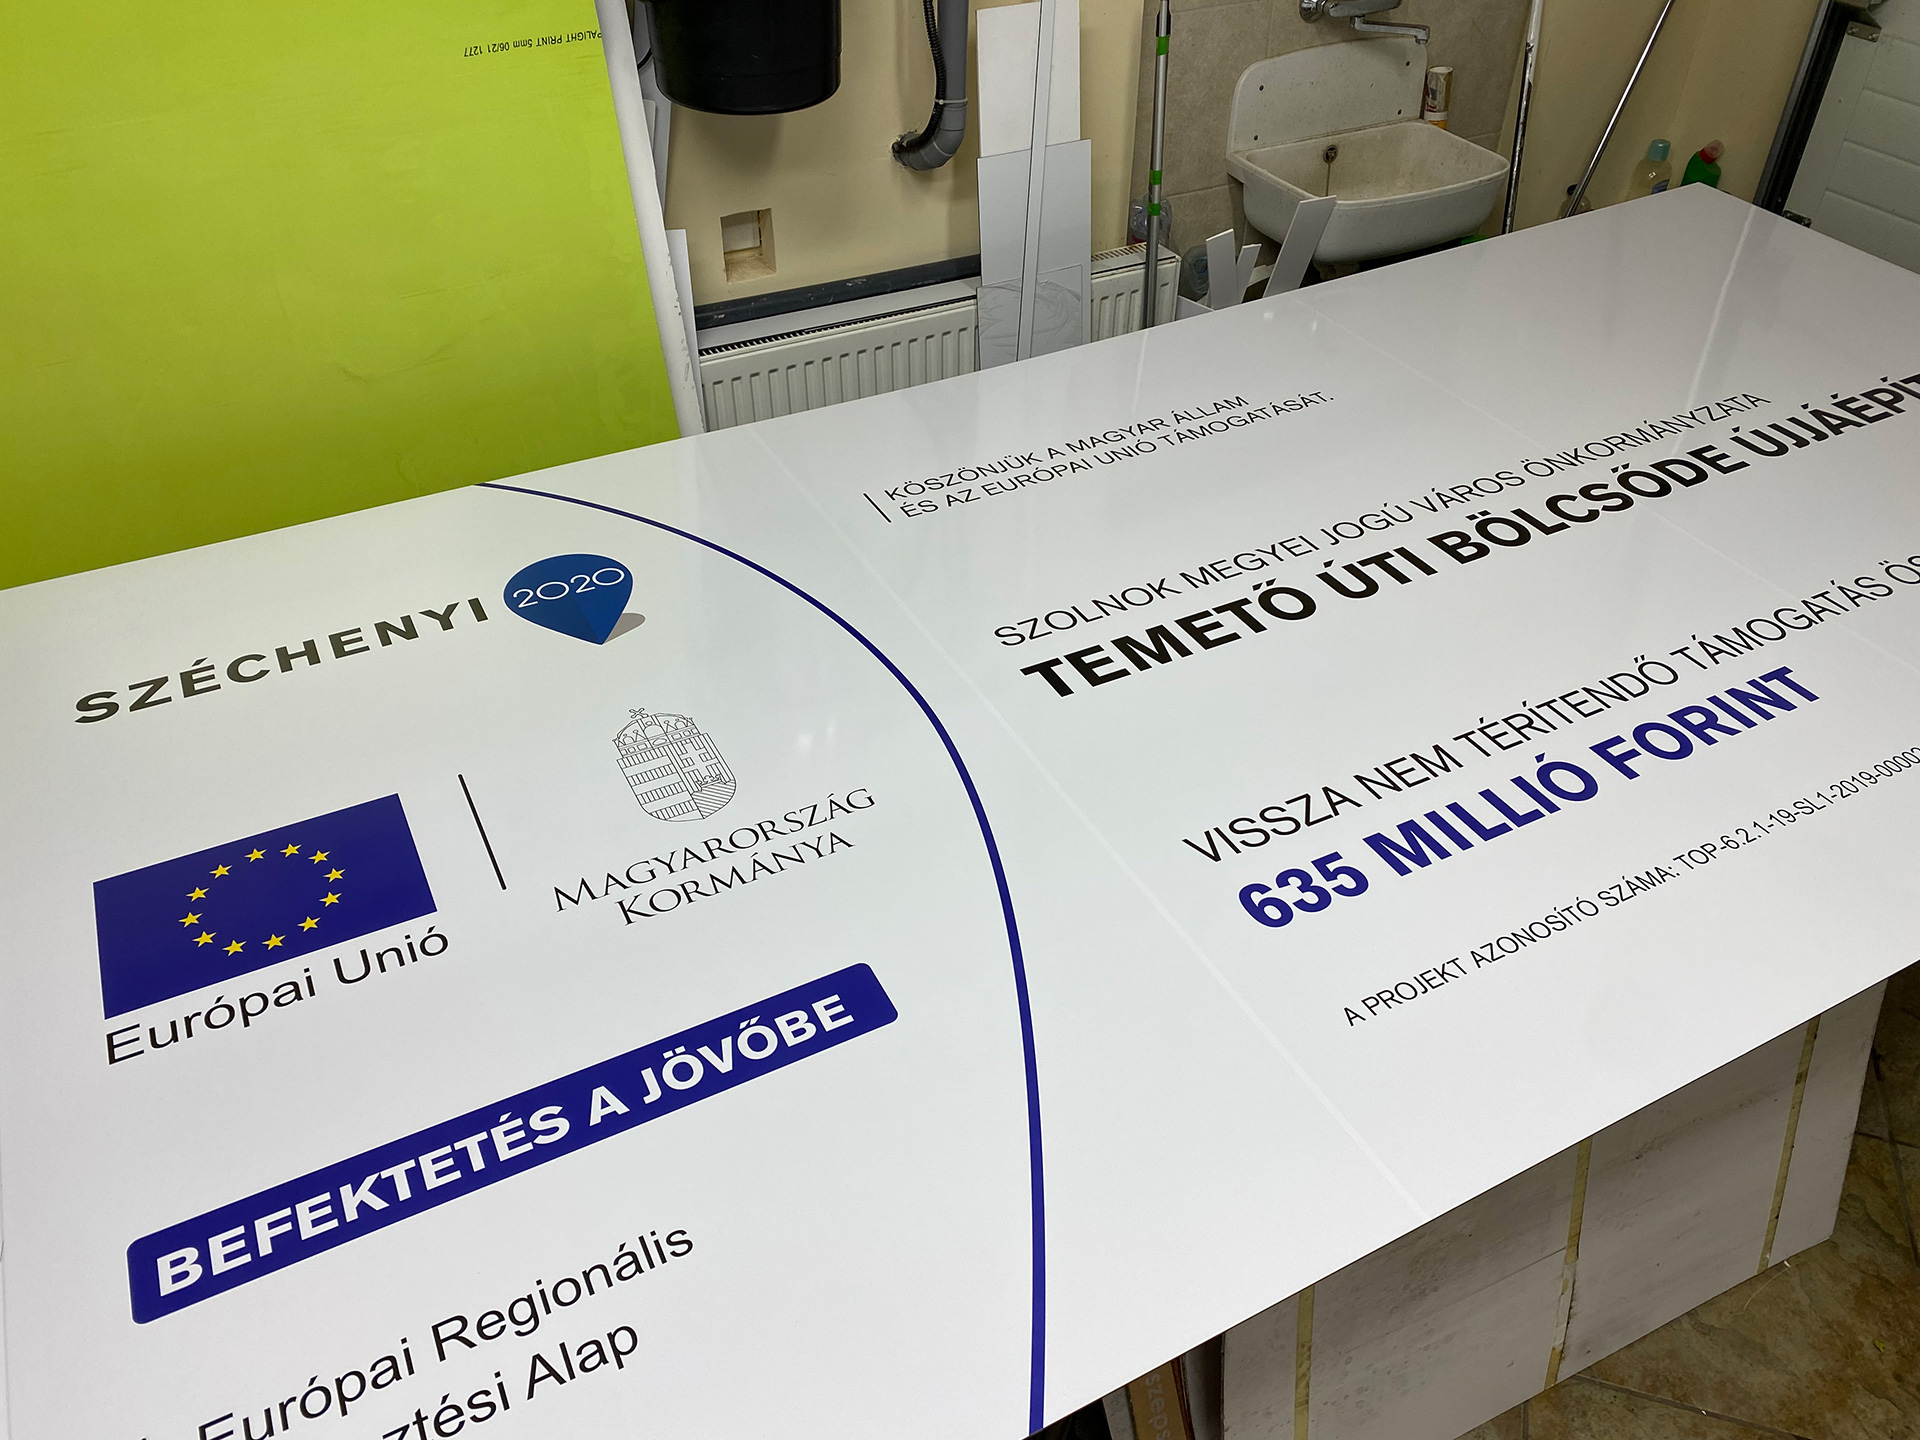 PALIGHT PRINT 5mm 06/21 1277
SZÉCHENYI 2020
MAGYARORSZÁG
KORMÁNYA
Európai Unió
BEFEKTETÉS A JÖVŐBE
Európai Regionális
Alap
KÖSZÖNJÜK A MAGYAR ÁLLAM
ÉS AZ EURÓPAI UNIÓ TÁMOGATÁSÁT.
SZOLNOK MEGYEI JOGÚ VÁROS ÖNKORMÁNYZATA
TEMETŐ ÚTI BÖLCSŐDE ÚJJÁÉPÍT
VISSZA NEM TÉRÍTENDŐ TÁMOGATÁS ÖS
635 MILLIÓ FORINT
A PROJEKT AZONOSÍTÓ SZÁMA: TOP-6.2.1-19-SL1-2019-00002